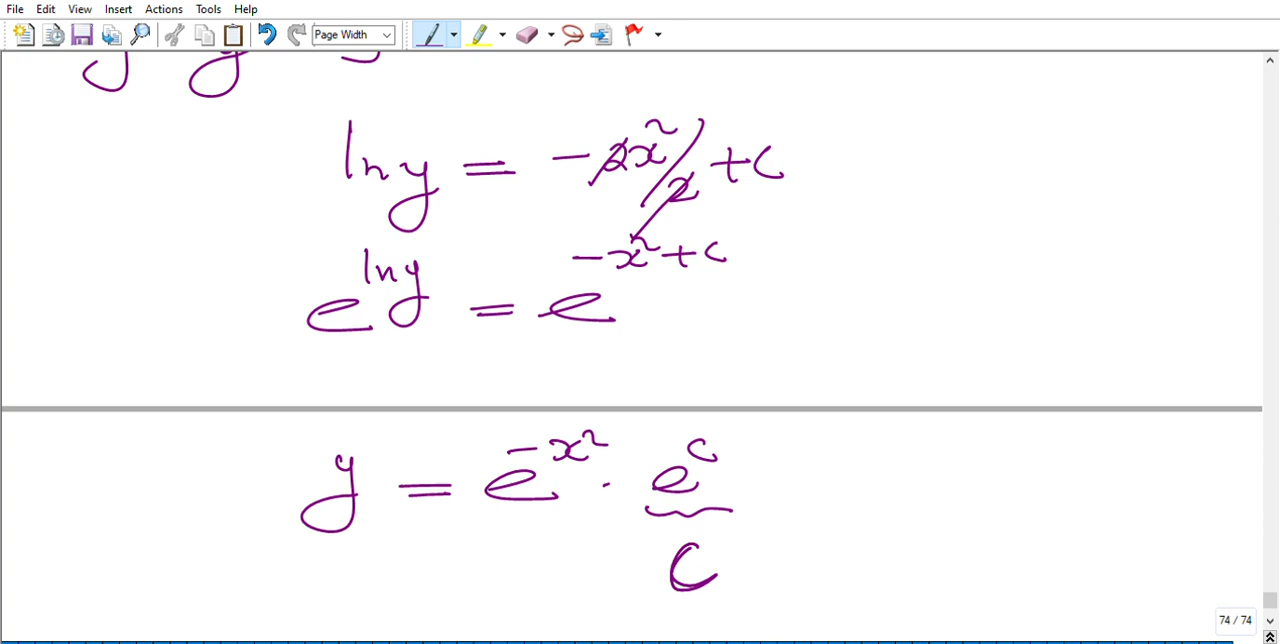 File Edit View Insert Actions Tools Help
Page Width
ln y = -2x²/2 + c
e^(ln y) = e^(-x²+c)
y = e^(-x²) · e^c
C
74 / 74